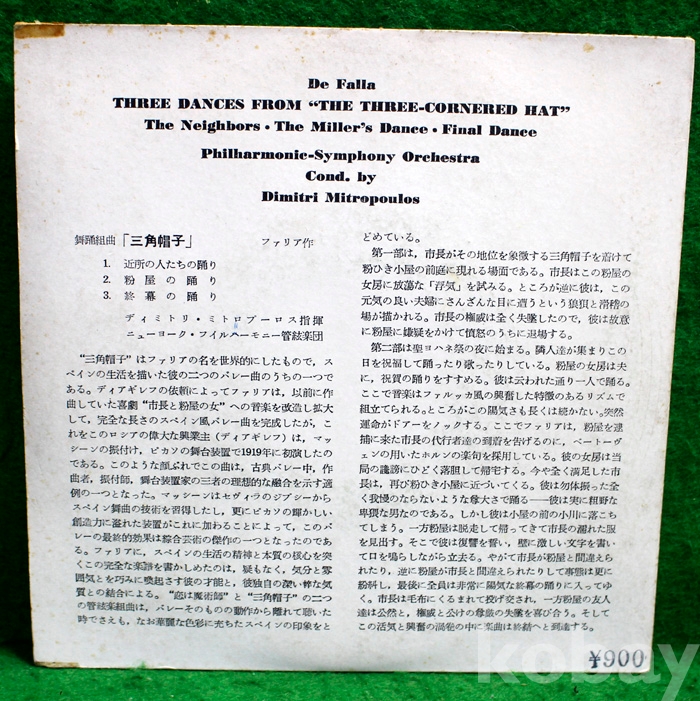 De Falla
THREE DANCES FROM “THE THREE-CORNERED HAT”
The Neighbors • The Miller's Dance • Final Dance
Philharmonic-Symphony Orchestra
Cond. by
Dimitri Mitropoulos
舞踊組曲「三角帽子」 ファリア作
1. 近所の人たちの踊り
2. 粉屋の踊り
3. 終幕の踊り
ディミトリ・ミトロプーロス指揮
ニューヨーク・フイルハーモニー管絃楽団
“三角帽子”はファリアの名を世界的にしたもので，ス
ペインの生活を描いた彼の二つのバレー曲のうちの一つで
ある。ディアギレフの依頼によってファリアは，以前に作
曲していた喜劇“市長と粉屋の女”への音楽を改造し拡大
して，完全な長さのスペイン風バレー曲を完成したが，こ
れをこのロシアの偉大な興業主（ディアギレフ）は，マッ
シーンの振付け，ピカソの舞台装置で1919年に初演したの
である。このような顔ぶれでこの曲は，古典バレー中，作
曲者，振付師，舞台装置家の三者の理想的な融合を示す適
例の一つとなった。マッシーンはセヴィラのジプシーから
スペイン舞曲の技術を習得したし，更にピカソの輝かしい
創造力に溢れた装置がこれに加わることによって，このバ
レーの最終的効果は綜合芸術の傑作の一つとなったのであ
る。ファリアに，スペインの生活の精神と本質の核心を突
くこの完全な楽譜を書かしめたのは，疑もなく，気分と雰
囲気とを巧みに喚起さす彼の才能と，彼独自の深い粋な気
質との結合による。“恋は魔術師”と“三角帽子”の二つ
の管絃楽組曲は，バレーそのものの動作から離れて聴いた
時でさえも，なお華麗な色彩に充ちたスペインの印象をと
どめている。
第一部は，市長がその地位を象徴する三角帽子を着けて
粉ひき小屋の前庭に現れる場面である。市長はこの粉屋の
女房に放蕩な「浮気」を試みる。ところが逆に彼は，この
元気の良い夫婦にさんざんな目に遭うという狼狽と滑稽の
場が描かれる。市長の権威は全く失墜したので，彼は故意
に粉屋に嫌疑をかけて憤怒のうちに退場する。
第二部は聖ヨハネ祭の夜に始まる。隣人達が集まりこの
日を祝福して踊ったり歌ったりしている。粉屋の女房は夫
に，祝賀の踊りをすすめる。彼は云われた通り一人で踊る。
ここで音楽はファルッカ風の興奮した特徴のあるリズムで
組立てられる。ところがこの陽気さも長くは続かない。突然
運命がドアーをノックする。ここでファリアは，粉屋を逮
捕に来た市長の代行者達の到着を告げるのに，ベートーヴ
ェンの用いたホルンの楽句を採用している。彼の女房は当
局の讒謗にひどく落胆して帰宅する。今や全く満足した市
長は，再び粉ひき小屋に近づいてくる。彼は勿体振った全
く我慢のならないような尊大さで踊る——彼は実に粗野な
卑猥な男なのである。しかし彼は小屋の前の小川に落こち
てしまう。一方粉屋は脱走して帰ってきて市長の濡れた服
を見出す。そこで彼は復讐を誓い，壁に激しい文字を書い
て口を鳴らしながら立去る。やがて市長が粉屋と間違えら
れたり，逆に粉屋が市長と間違えられたりして事態は更に
紛糾し，最後に全員は非常に陽気な終幕の踊りに入ってゆ
く。市長は毛布にくるまれて投げ交され，一方粉屋の友人
達は公然と，権威と公けの尊厳の失墜を喜び合う。そして
この活気と興奮の渦巻の中に楽曲は終結へと到達する。
¥900
kobay